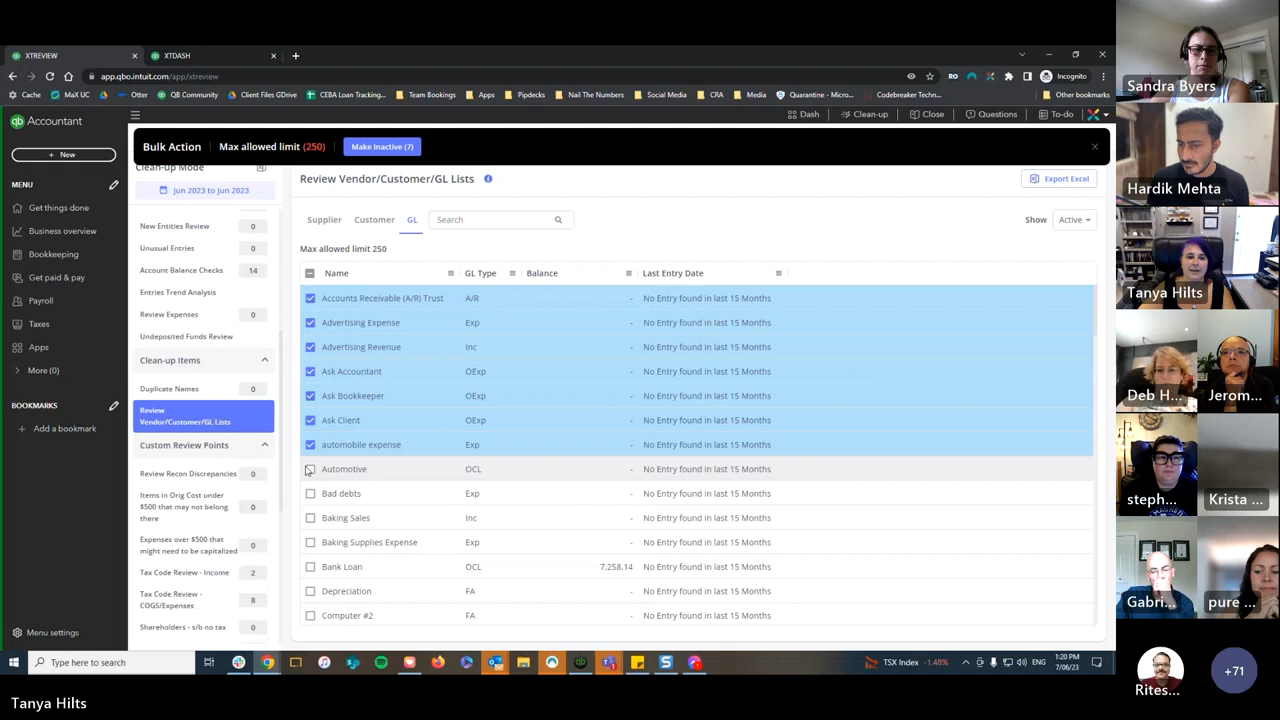 XTREVIEW
XTDASH
app.qbo.intuit.com/app/xtreview
Incognito
Cache
MaX UC
Otter
QB Community
Client Files GDrive
CEBA Loan Tracking...
Team Bookings
Apps
Pipdecks
Nail The Numbers
Social Media
CRA
Media
Quarantine - Micros...
Codebreaker Techn...
Other bookmarks
qb Accountant
Dash
Clean-up
Close
Questions
To-do
+ New
Bulk Action Max allowed limit (250) Make Inactive (7)
MENU
Get things done
Business overview
Bookkeeping
Get paid & pay
Payroll
Taxes
Apps
More (0)
BOOKMARKS
+ Add a bookmark
Menu settings
Clean-up Mode
Jun 2023 to Jun 2023
New Entities Review 0
Unusual Entries 0
Account Balance Checks 14
Entries Trend Analysis
Review Expenses 0
Undeposited Funds Review
Clean-up Items
Duplicate Names 0
Review
Vendor/Customer/GL Lists
Custom Review Points
Review Recon Discrepancies 0
Items in Orig Cost under
$500 that may not belong 0
there
Expenses over $500 that
might need to be capitalized 0
Tax Code Review - Income 2
Tax Code Review -
COGS/Expenses 8
Shareholders - s/b no tax 0
Review Vendor/Customer/GL Lists
Export Excel
Supplier Customer GL Search
Show Active
Max allowed limit 250
Name GL Type Balance Last Entry Date
Accounts Receivable (A/R) Trust A/R - No Entry found in last 15 Months
Advertising Expense Exp - No Entry found in last 15 Months
Advertising Revenue Inc - No Entry found in last 15 Months
Ask Accountant OExp - No Entry found in last 15 Months
Ask Bookkeeper OExp - No Entry found in last 15 Months
Ask Client OExp - No Entry found in last 15 Months
automobile expense Exp - No Entry found in last 15 Months
Automotive OCL - No Entry found in last 15 Months
Bad debts Exp - No Entry found in last 15 Months
Baking Sales Inc - No Entry found in last 15 Months
Baking Supplies Expense Exp - No Entry found in last 15 Months
Bank Loan OCL 7,258.14 No Entry found in last 15 Months
Depreciation FA - No Entry found in last 15 Months
Computer #2 FA - No Entry found in last 15 Months
Type here to search
TSX Index -1.48%
ENG
1:20 PM
7/06/23
Tanya Hilts
Sandra Byers
Hardik Mehta
Tanya Hilts
Deb H...
Jerom...
steph...
Krista ...
Gabri...
pure ...
Rites...
+71